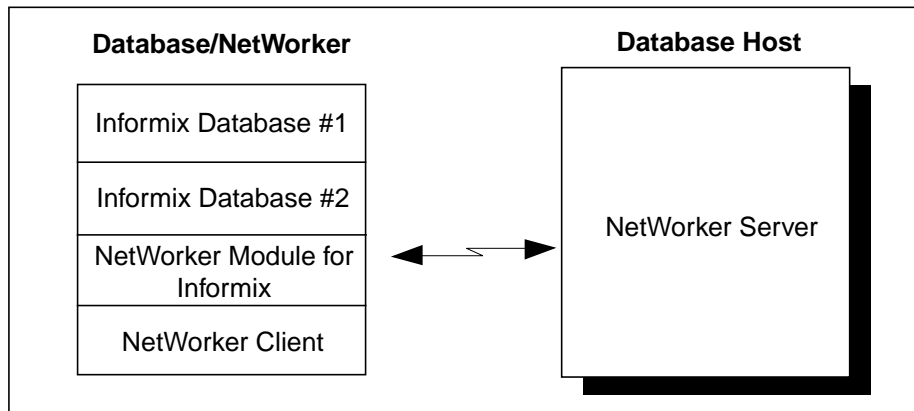 Database/NetWorker
Informix Database #1
Informix Database #2
NetWorker Module for
Informix
NetWorker Client
Database Host
NetWorker Server